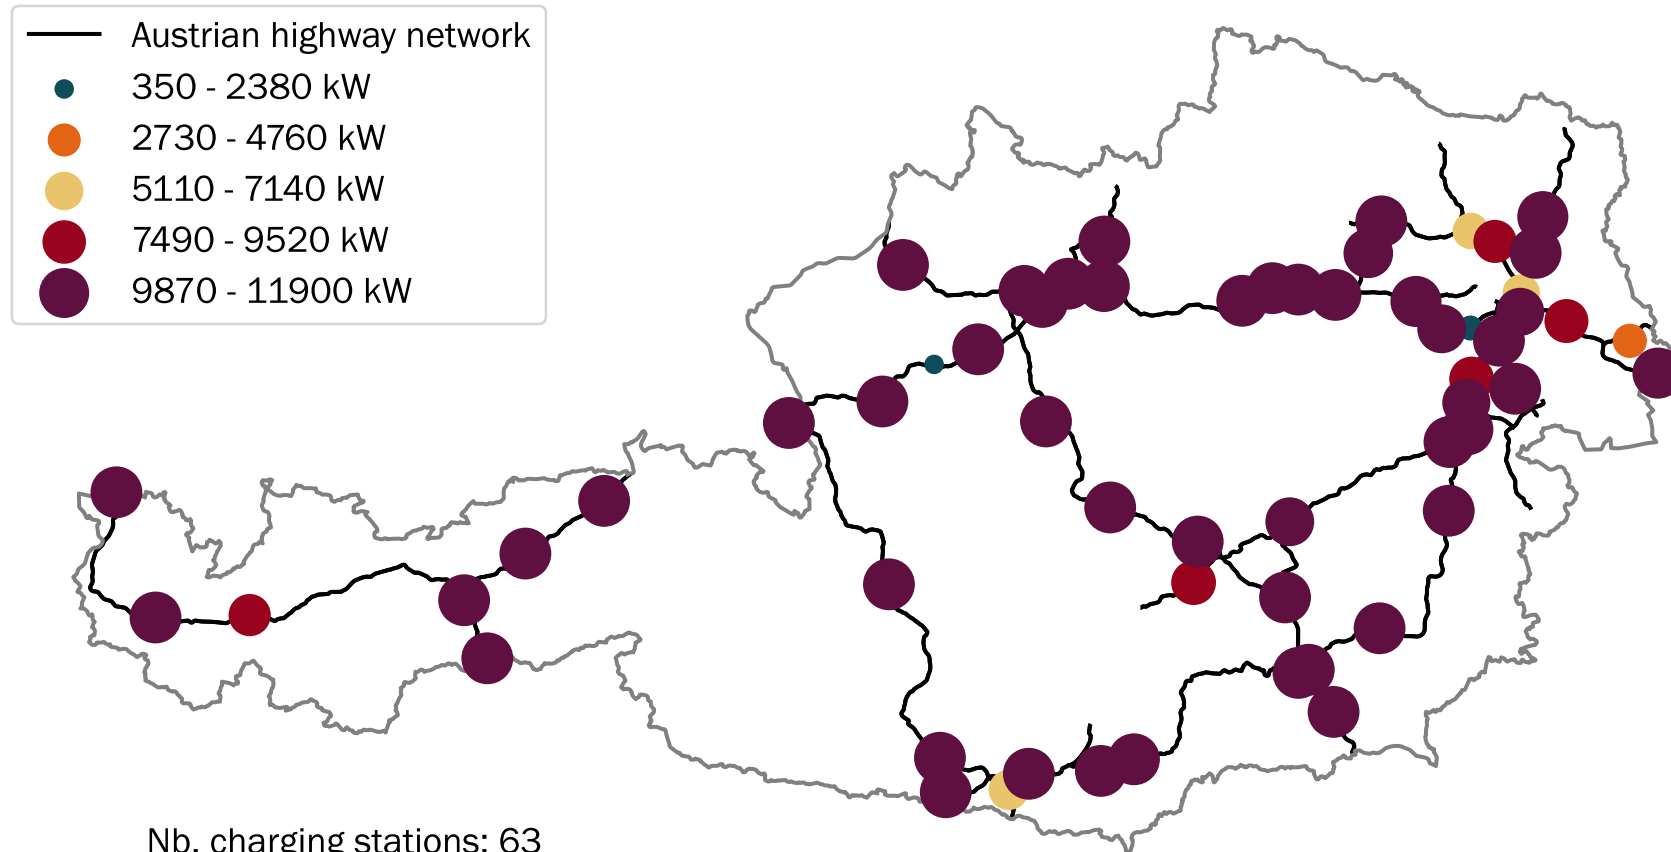 Austrian highway network
350 - 2380 kW
2730 - 4760 kW
5110 - 7140 kW
7490 - 9520 kW
9870 - 11900 kW
Nb. charging stations: 63